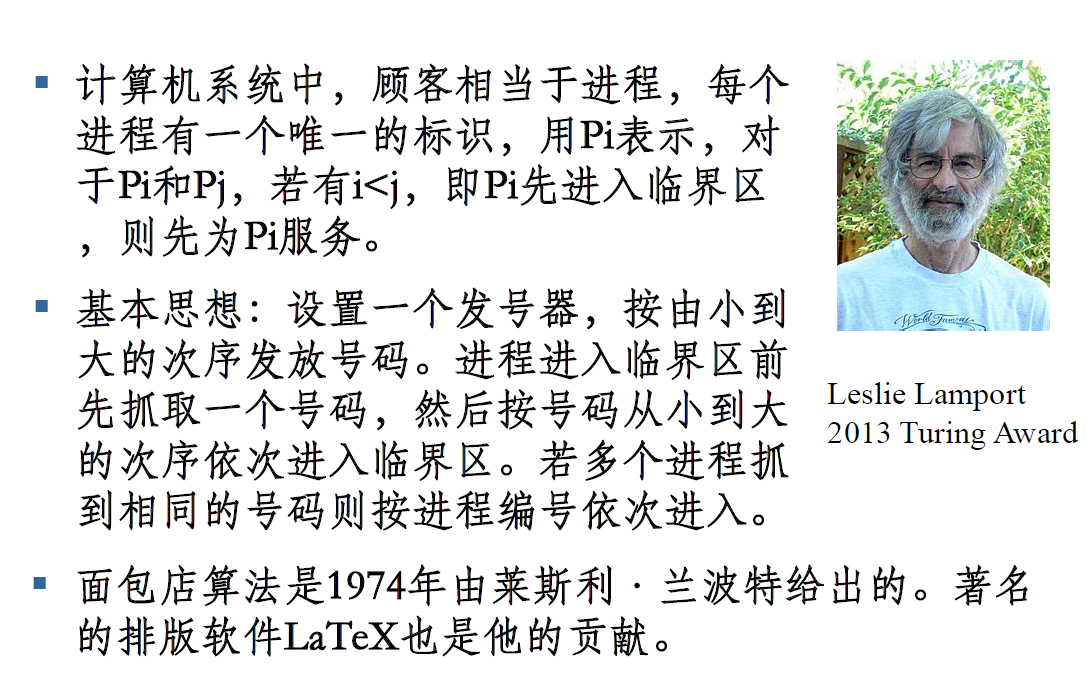 计算机系统中，顾客相当于进程，每个
进程有一个唯一的标识，用Pi表示，对
于Pi和Pj，若有i<j，即Pi先进入临界区
，则先为Pi服务。
基本思想：设置一个发号器，按由小到
大的次序发放号码。进程进入临界区前
先抓取一个号码，然后按号码从小到大
的次序依次进入临界区。若多个进程抓
到相同的号码则按进程编号依次进入。
面包店算法是1974年由莱斯利·兰波特给出的。著名
的排版软件LaTeX也是他的贡献。
World Famous
Leslie Lamport
2013 Turing Award